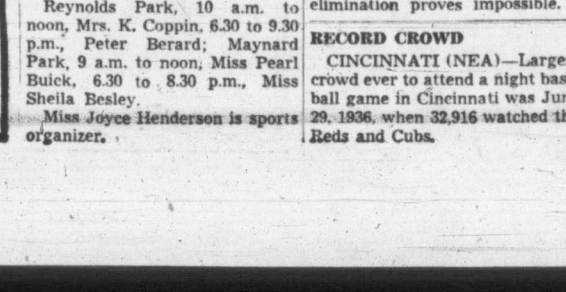 Reynolds Park, 10 a.m. to
noon, Mrs. K. Coppin, 6.30 to 9.30
p.m., Peter Berard; Maynard
Park, 9 a.m. to noon, Miss Pearl
Buick, 6.30 to 8.30 p.m., Miss
Sheila Besley.
Miss Joyce Henderson is sports
organizer.
elimination proves impossible.
RECORD CROWD
CINCINNATI (NEA)—Large
crowd ever to attend a night bas
ball game in Cincinnati was Jun
29, 1936, when 32,916 watched th
Reds and Cubs.